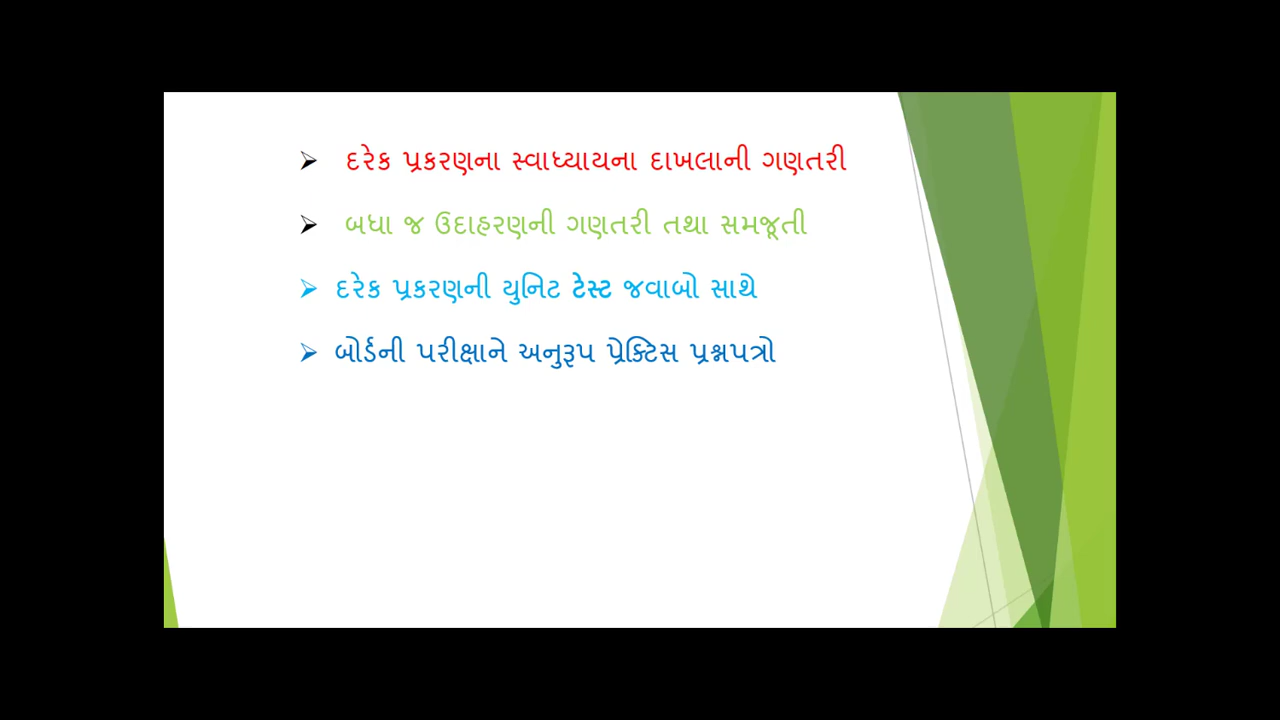 ➢ દરેક પ્રકરણના સ્વાધ્યાયના દાખલાની ગણતરી
➢ બધા જ ઉદાહરણની ગણતરી તથા સમજૂતી
➢ દરેક પ્રકરણની યુનિટ ટેસ્ટ જવાબો સાથે
➢ બોર્ડની પરીક્ષાને અનુરૂપ પ્રેક્ટિસ પ્રશ્નપત્રો